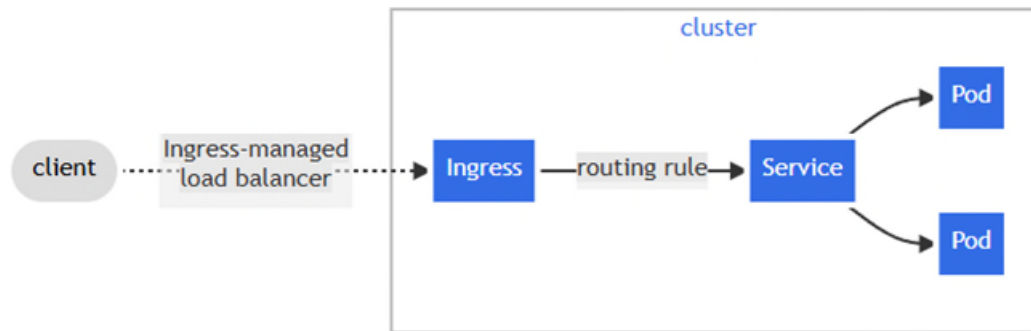 cluster
Pod
client
Ingress-managed
load balancer
Ingress
routing rule
Service
Pod